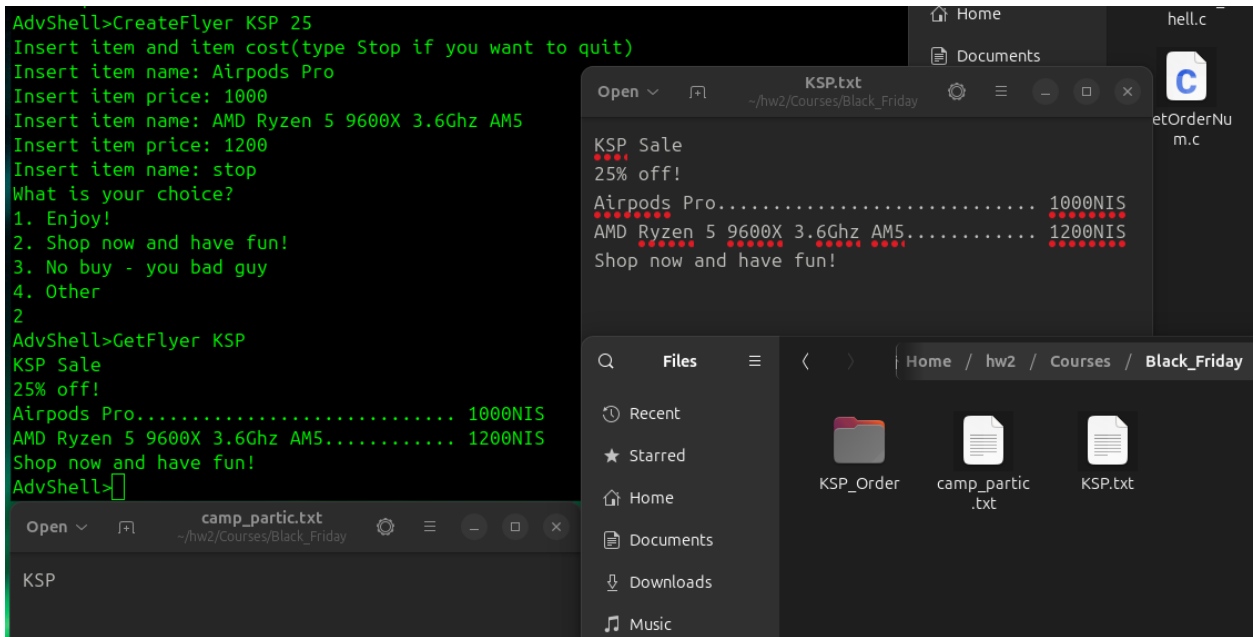 AdvShell>CreateFlyer KSP 25
Insert item and item cost(type Stop if you want to quit)
Insert item name: Airpods Pro
Insert item price: 1000
Insert item name: AMD Ryzen 5 9600X 3.6Ghz AM5
Insert item price: 1200
Insert item name: stop
What is your choice?
1. Enjoy!
2. Shop now and have fun!
3. No buy - you bad guy
4. Other
2
AdvShell>GetFlyer KSP
KSP Sale
25% off!
Airpods Pro............................. 1000NIS
AMD Ryzen 5 9600X 3.6Ghz AM5............ 1200NIS
Shop now and have fun!
AdvShell>
Home
Documents
hell.c
etOrderNu
m.c
Open
KSP.txt
~/hw2/Courses/Black_Friday
KSP Sale
25% off!
Airpods Pro............................. 1000NIS
AMD Ryzen 5 9600X 3.6Ghz AM5............ 1200NIS
Shop now and have fun!
Open
camp_partic.txt
~/hw2/Courses/Black_Friday
KSP
Files
Home / hw2 / Courses / Black_Friday
Recent
Starred
Home
Documents
Downloads
Music
KSP_Order
camp_partic
.txt
KSP.txt